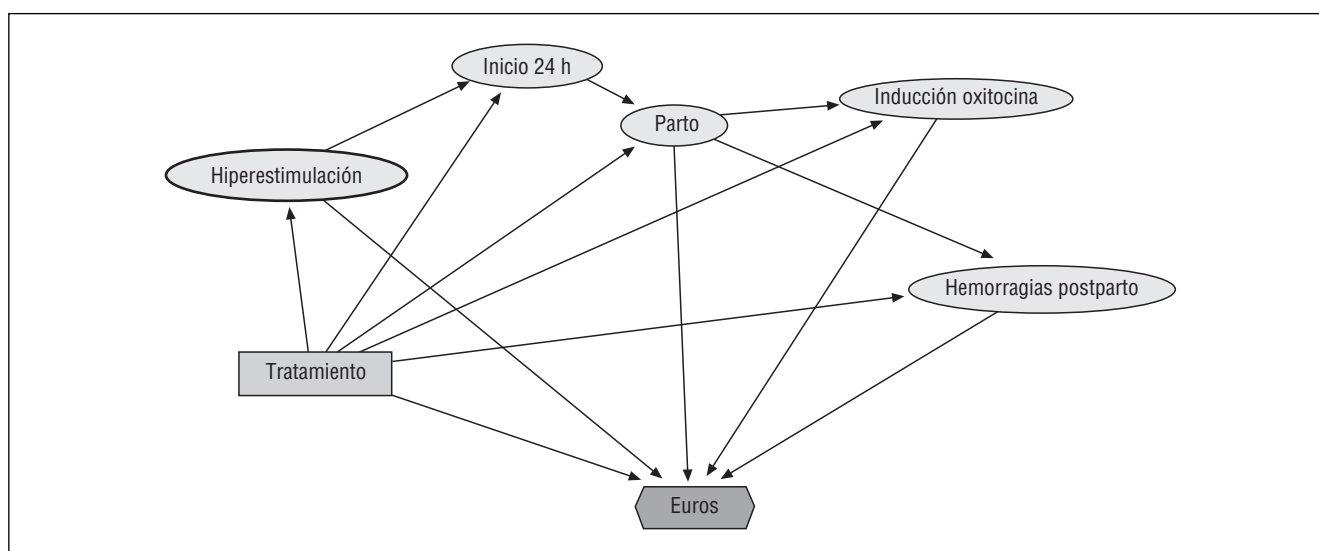 Inicio 24 h
Inducción oxitocina
Parto
Hiperestimulación
Hemorragias postparto
Tratamiento
Euros